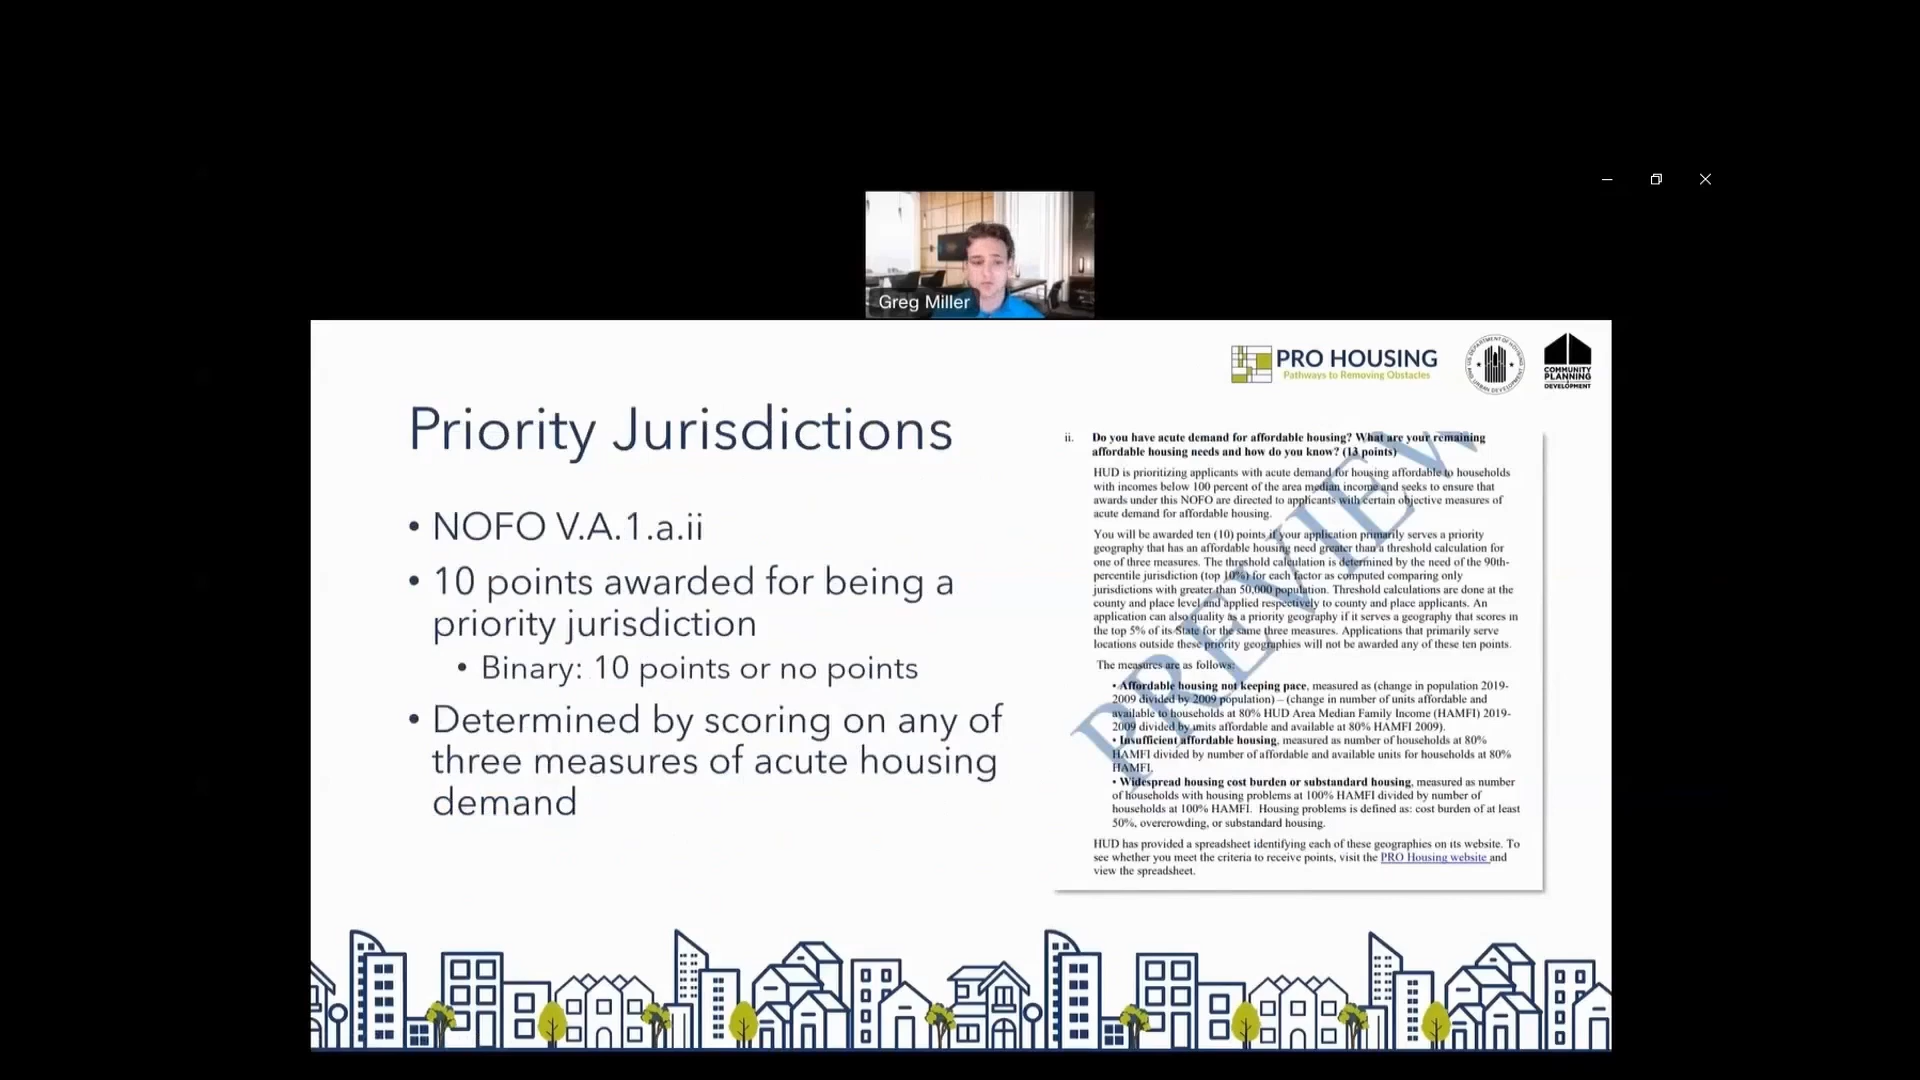 Greg Miller
PRO HOUSING
Pathways to Removing Obstacles
U.S. DEPARTMENT OF HOUSING AND URBAN DEVELOPMENT
COMMUNITY
PLANNING
DEVELOPMENT
Priority Jurisdictions
• NOFO V.A.1.a.ii
• 10 points awarded for being a
priority jurisdiction
• Binary: 10 points or no points
• Determined by scoring on any of
three measures of acute housing
demand
ii. Do you have acute demand for affordable housing? What are your remaining
affordable housing needs and how do you know? (13 points)
HUD is prioritizing applicants with acute demand for housing affordable to households
with incomes below 100 percent of the area median income and seeks to ensure that
awards under this NOFO are directed to applicants with certain objective measures of
acute demand for affordable housing.
You will be awarded ten (10) points if your application primarily serves a priority
geography that has an affordable housing need greater than a threshold calculation for
one of three measures. The threshold calculation is determined by the need of the 90th-
percentile jurisdiction (top 10%) for each factor as computed comparing only
jurisdictions with greater than 50,000 population. Threshold calculations are done at the
county and place level and applied respectively to county and place applicants. An
application can also quality as a priority geography if it serves a geography that scores in
the top 5% of its State for the same three measures. Applications that primarily serve
locations outside these priority geographies will not be awarded any of these ten points.
The measures are as follows:
• Affordable housing not keeping pace, measured as (change in population 2019-
2009 divided by 2009 population) – (change in number of units affordable and
available to households at 80% HUD Area Median Family Income (HAMFI) 2019-
2009 divided by units affordable and available at 80% HAMFI 2009).
• Insufficient affordable housing, measured as number of households at 80%
HAMFI divided by number of affordable and available units for households at 80%
HAMFI.
• Widespread housing cost burden or substandard housing, measured as number
of households with housing problems at 100% HAMFI divided by number of
households at 100% HAMFI. Housing problems is defined as: cost burden of at least
50%, overcrowding, or substandard housing.
HUD has provided a spreadsheet identifying each of these geographies on its website. To
see whether you meet the criteria to receive points, visit the PRO Housing website and
view the spreadsheet.
PREVIEW